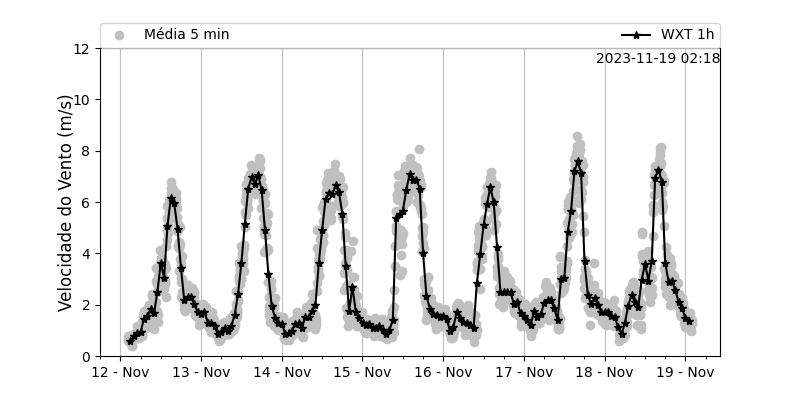 Média 5 min
WXT 1h
2023-11-19 02:18
Velocidade do Vento (m/s)
12
10
8
6
4
2
0
12 - Nov
13 - Nov
14 - Nov
15 - Nov
16 - Nov
17 - Nov
18 - Nov
19 - Nov